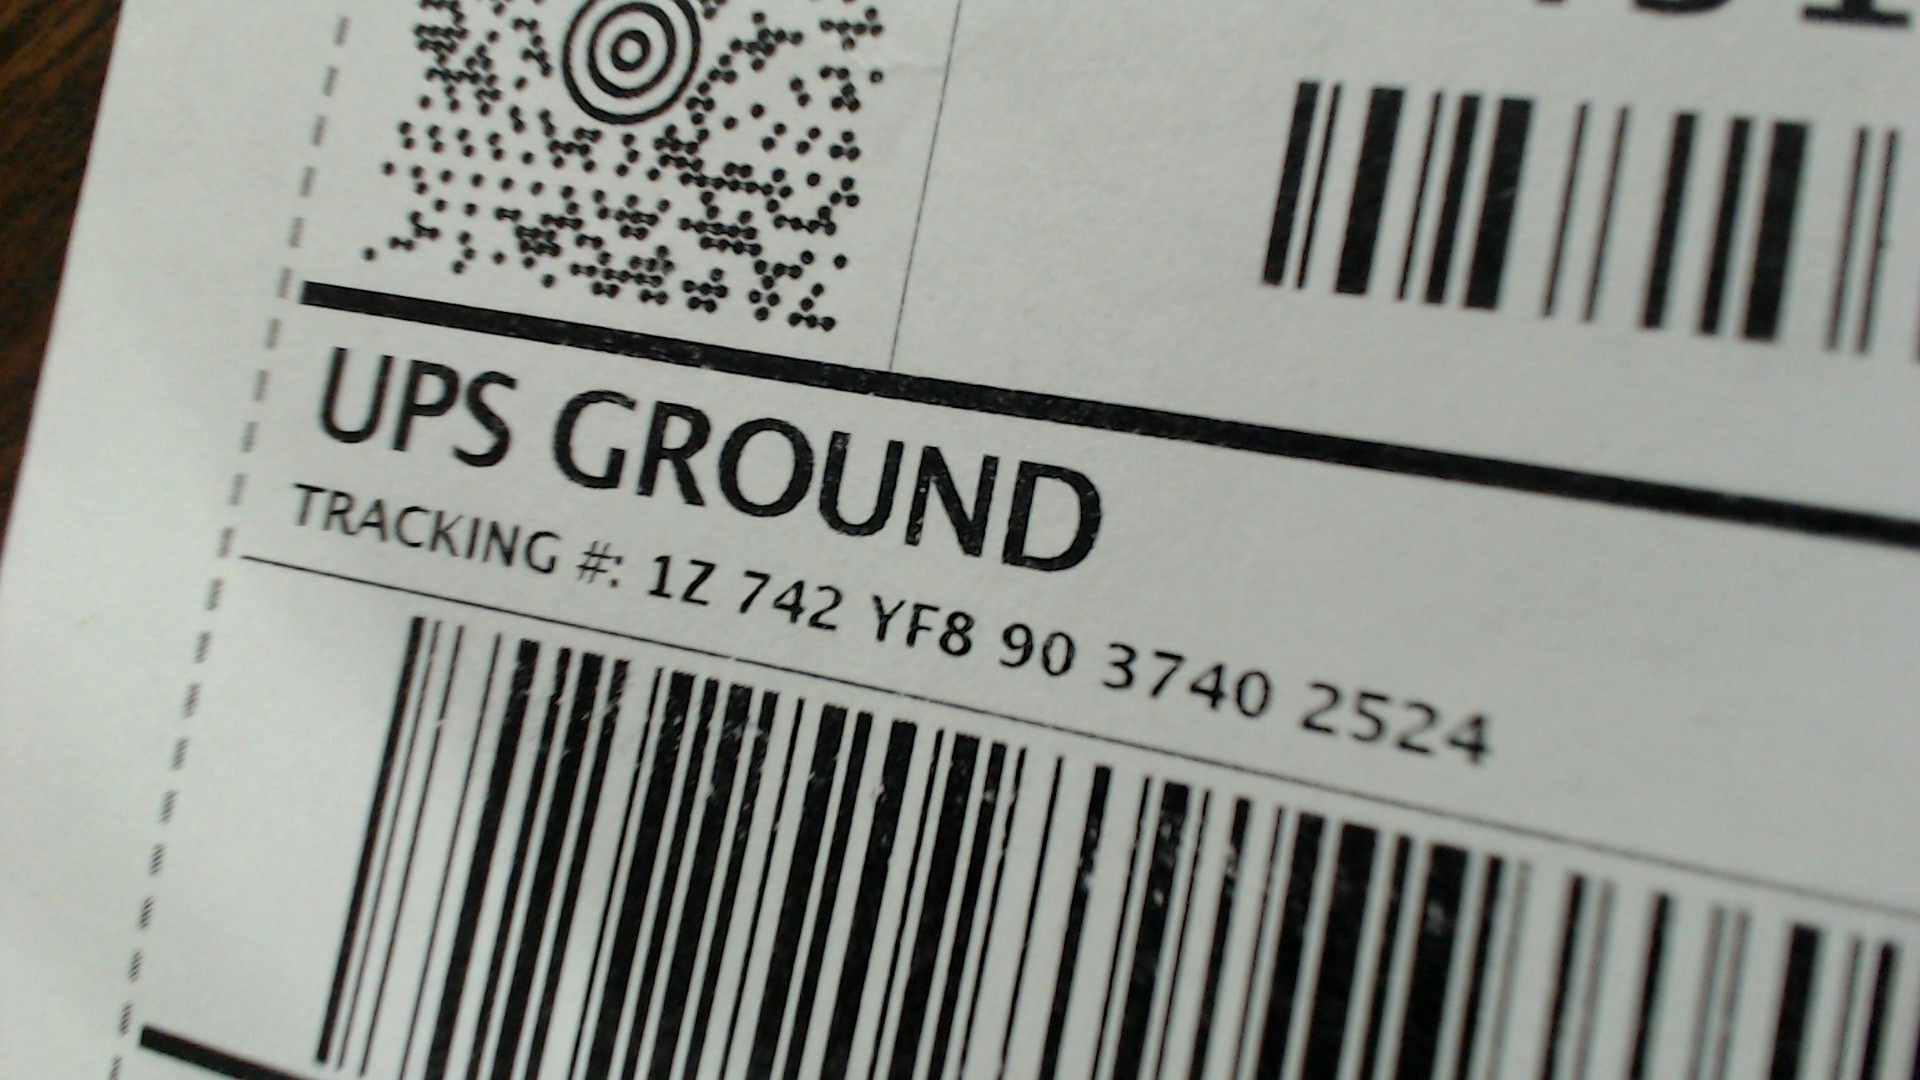 UPS GROUND
TRACKING #: 1Z 742 YF8 90 3740 2524